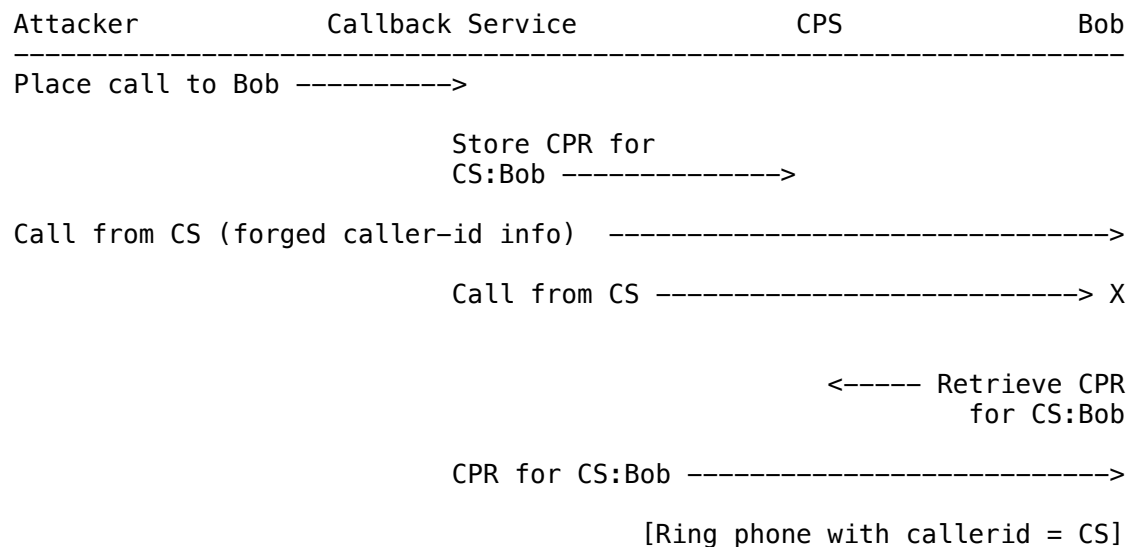 Attacker Callback Service CPS Bob
-----------------------------------------------------------------------
Place call to Bob ---------->
Store CPR for
CS:Bob -------------->
Call from CS (forged caller-id info) -------------------------------->
Call from CS ---------------------------> X
<----- Retrieve CPR
for CS:Bob
CPR for CS:Bob --------------------------->
[Ring phone with callerid = CS]